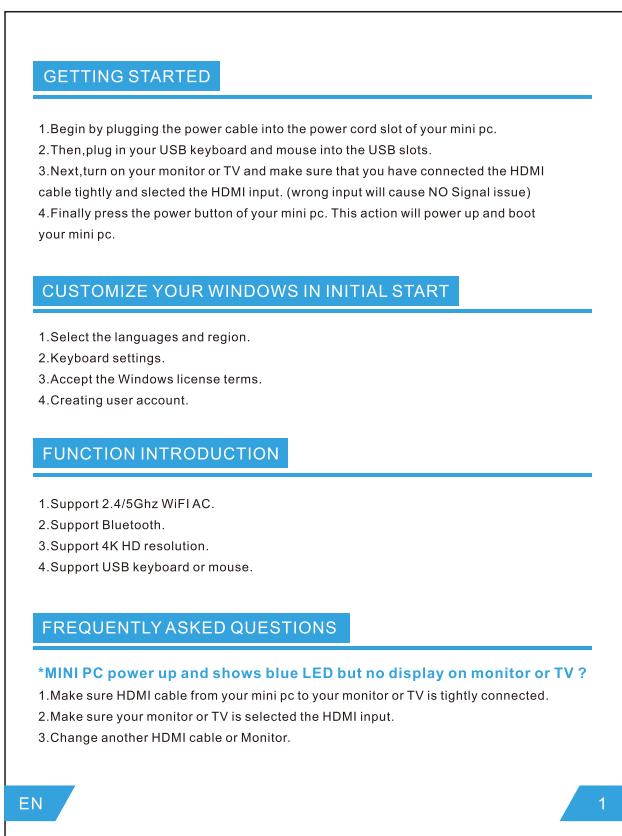 GETTING STARTED
1.Begin by plugging the power cable into the power cord slot of your mini pc.
2.Then,plug in your USB keyboard and mouse into the USB slots.
3.Next,turn on your monitor or TV and make sure that you have connected the HDMI
cable tightly and slected the HDMI input. (wrong input will cause NO Signal issue)
4.Finally press the power button of your mini pc. This action will power up and boot
your mini pc.
CUSTOMIZE YOUR WINDOWS IN INITIAL START
1.Select the languages and region.
2.Keyboard settings.
3.Accept the Windows license terms.
4.Creating user account.
FUNCTION INTRODUCTION
1.Support 2.4/5Ghz WiFI AC.
2.Support Bluetooth.
3.Support 4K HD resolution.
4.Support USB keyboard or mouse.
FREQUENTLY ASKED QUESTIONS
*MINI PC power up and shows blue LED but no display on monitor or TV ?
1.Make sure HDMI cable from your mini pc to your monitor or TV is tightly connected.
2.Make sure your monitor or TV is selected the HDMI input.
3.Change another HDMI cable or Monitor.
EN
1